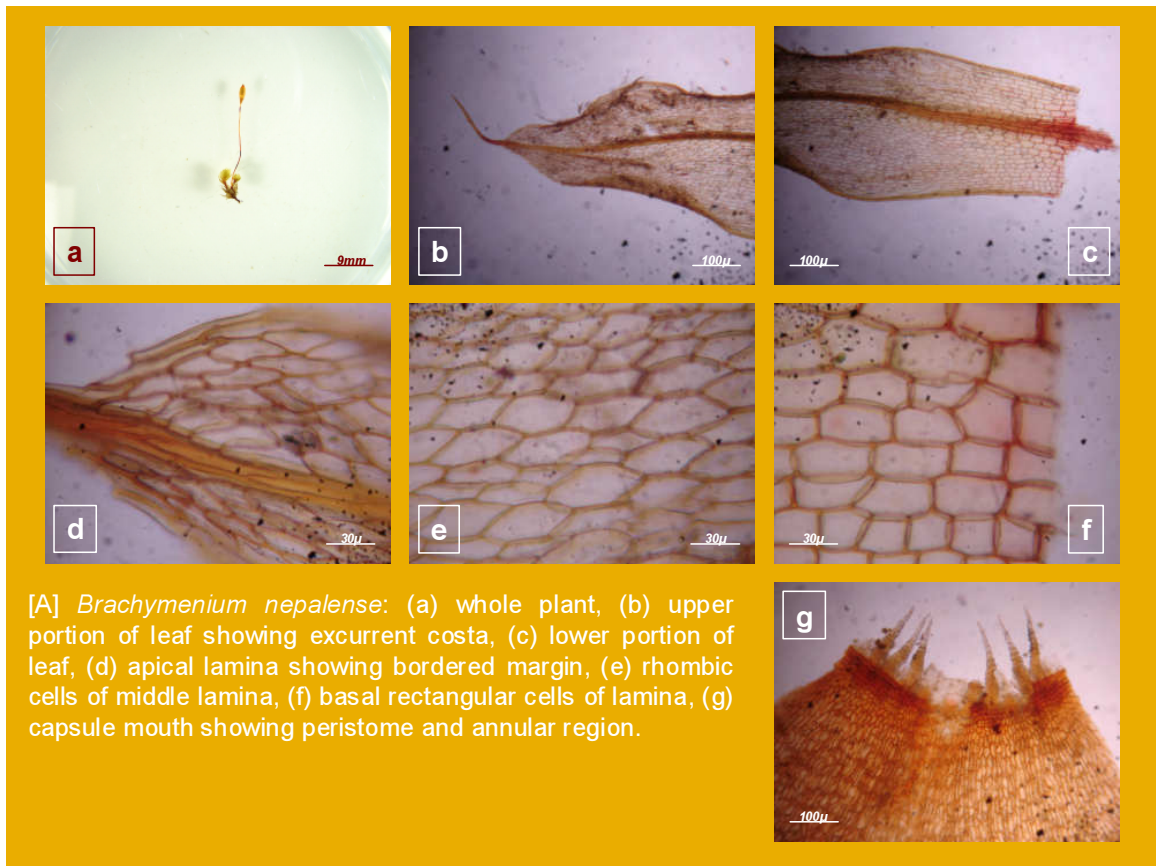 a
9mm
b
100µ
100µ
c
d
30µ
e
30µ
30µ
f
[A] Brachymenium nepalense: (a) whole plant, (b) upper
portion of leaf showing excurrent costa, (c) lower portion of
leaf, (d) apical lamina showing bordered margin, (e) rhombic
cells of middle lamina, (f) basal rectangular cells of lamina, (g)
capsule mouth showing peristome and annular region.
g
100µ